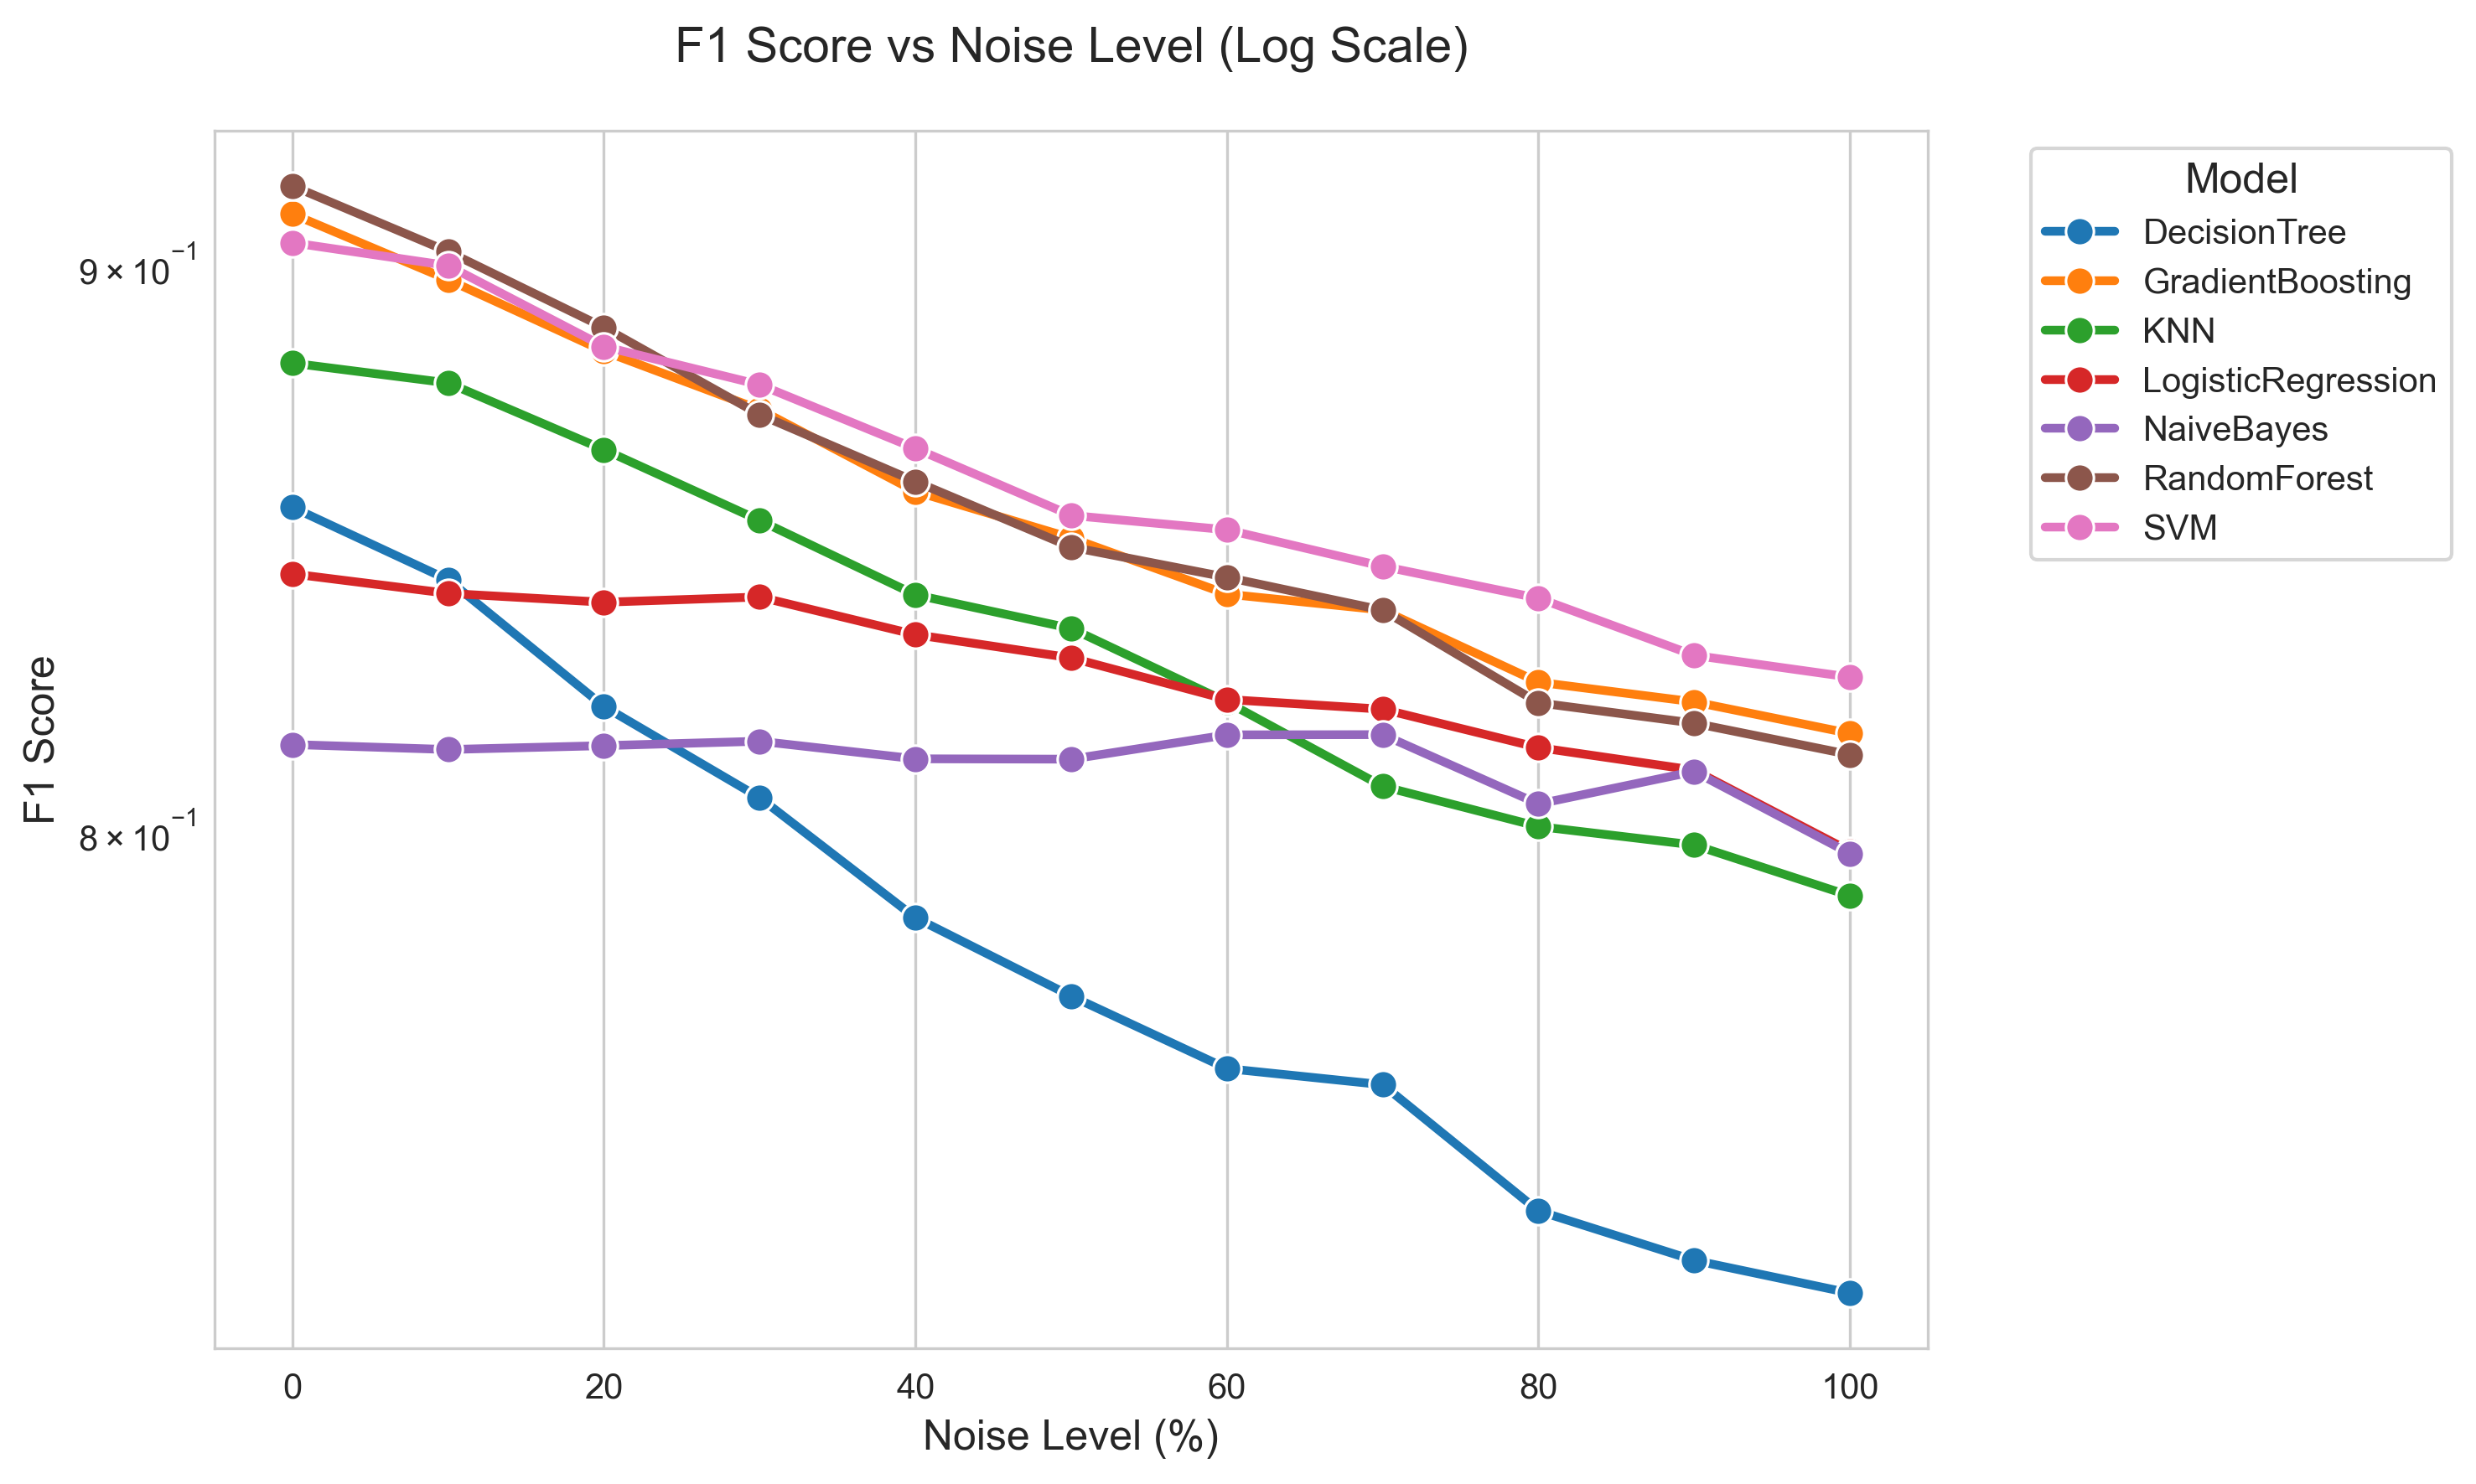 F1 Score vs Noise Level (Log Scale)
9 × 10⁻¹
8 × 10⁻¹
F1 Score
0 20 40 60 80 100
Noise Level (%)
Model
DecisionTree
GradientBoosting
KNN
LogisticRegression
NaiveBayes
RandomForest
SVM